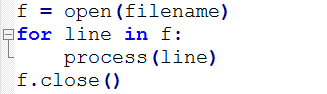 f = open(filename)
for line in f:
    process(line)
f.close()